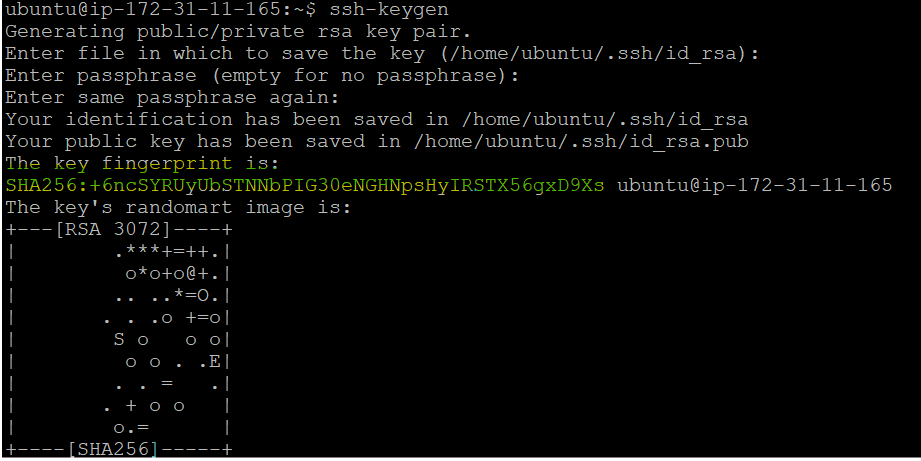 ubuntu@ip-172-31-11-165:~$ ssh-keygen
Generating public/private rsa key pair.
Enter file in which to save the key (/home/ubuntu/.ssh/id_rsa):
Enter passphrase (empty for no passphrase):
Enter same passphrase again:
Your identification has been saved in /home/ubuntu/.ssh/id_rsa
Your public key has been saved in /home/ubuntu/.ssh/id_rsa.pub
The key fingerprint is:
SHA256:+6ncSYRUyUbSTNNbPIG30eNGHNpsHyIRSTX56gxD9Xs ubuntu@ip-172-31-11-165
The key's randomart image is:
+---[RSA 3072]----+
|        .***+=++.|
|         o*o+o@+.|
|        .. ..*=O.|
|       . . .o +=o|
|        S o   o o|
|         o o . .E|
|        . . =   .|
|       . + o o   |
|        o.=      |
+----[SHA256]-----+